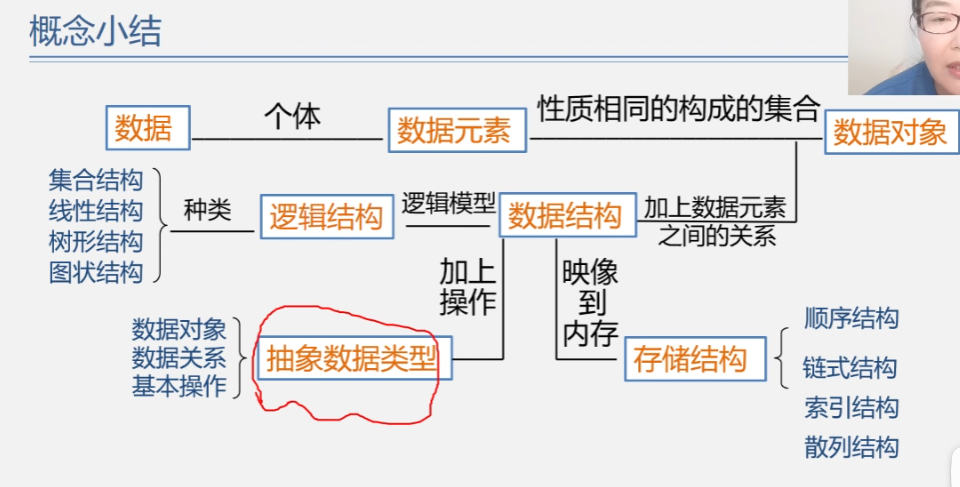 概念小结
数据
个体
数据元素
性质相同的构成的集合
数据对象
集合结构
线性结构
树形结构
图状结构
种类
逻辑结构
逻辑模型
数据结构
加上数据元素
之间的关系
加上
操作
映像
到
内存
数据对象
数据关系
基本操作
抽象数据类型
存储结构
顺序结构
链式结构
索引结构
散列结构